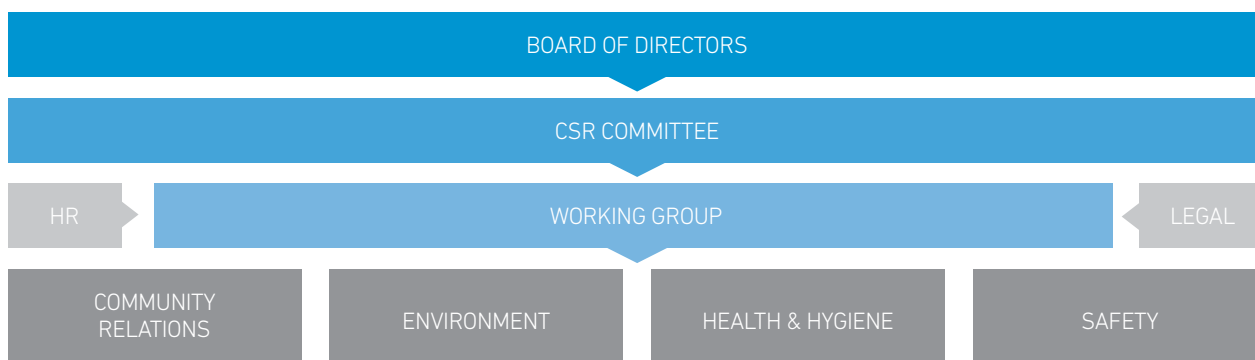 BOARD OF DIRECTORS
CSR COMMITTEE
HR
WORKING GROUP
LEGAL
COMMUNITY
RELATIONS
ENVIRONMENT
HEALTH & HYGIENE
SAFETY